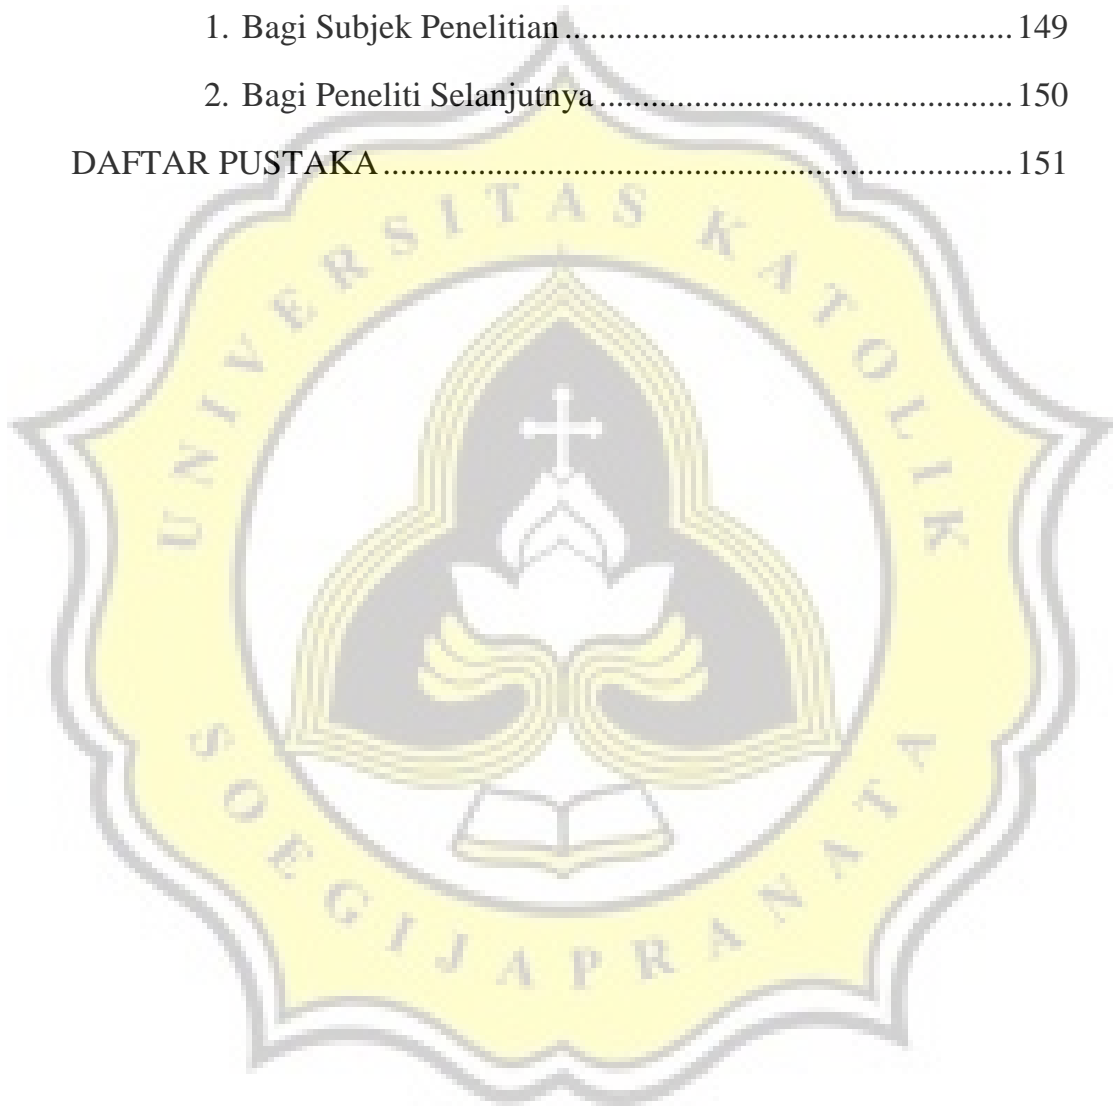 1. Bagi Subjek Penelitian ............................................ 149
2. Bagi Peneliti Selanjutnya ........................................ 150
DAFTAR PUSTAKA ............................................................. 151
UNIVERSITAS KATOLIK
SOEGIJAPRANATA